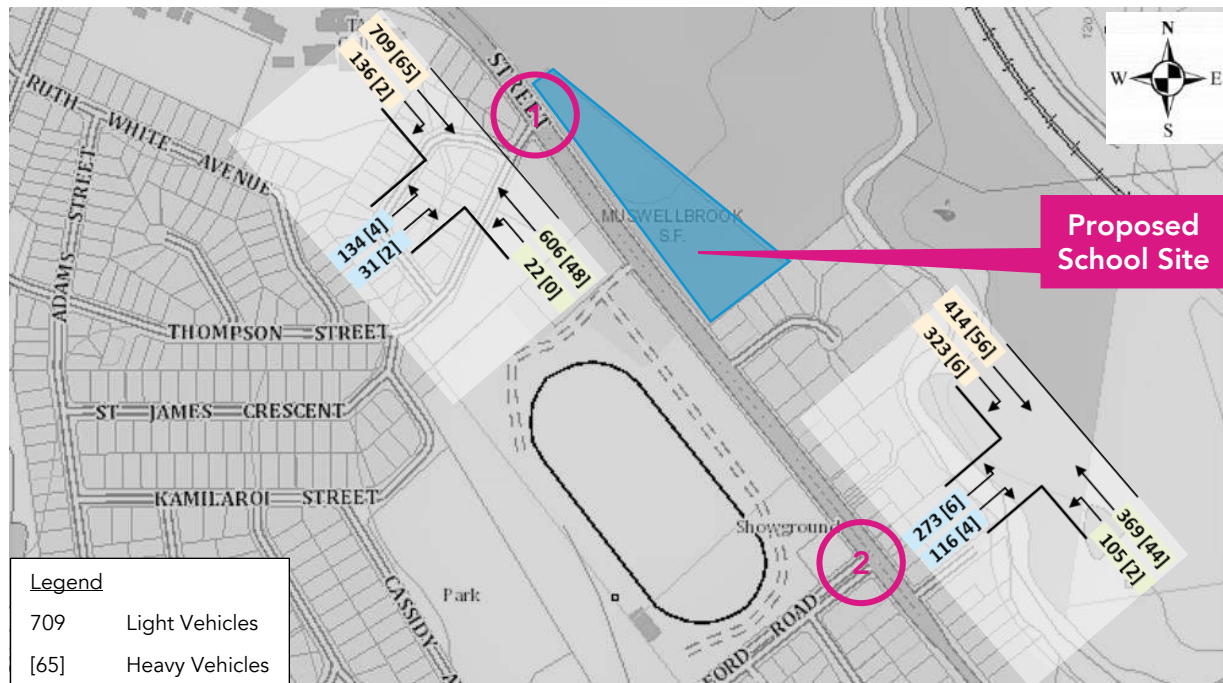 N
W
E
S
120
STREET
1
RUTH WHITE AVENUE
ADAMS STREET
THOMPSON STREET
ST JAMES CRESCENT
KAMILAROI STREET
709 [65]
136 [2]
134 [4]
31 [2]
606 [48]
22 [0]
MUSWELLBROOK
S.F.
Proposed
School Site
414 [56]
323 [6]
273 [6]
116 [4]
369 [44]
105 [2]
Showground
2
Park
CASSIDY
FORD ROAD
Legend
709 Light Vehicles
[65] Heavy Vehicles